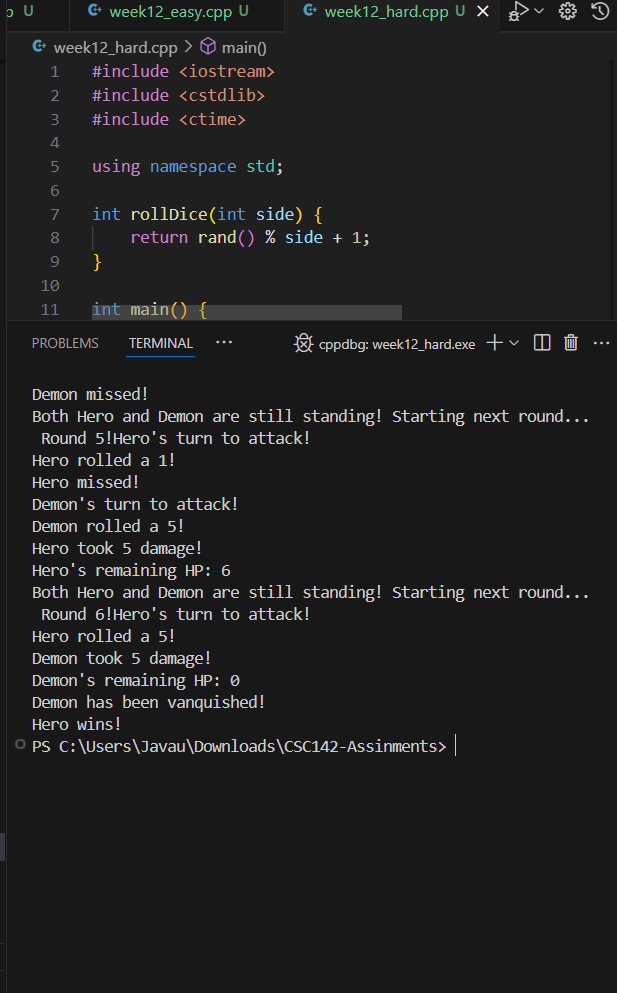 U week12_easy.cpp U week12_hard.cpp U
week12_hard.cpp > main()
1 #include <iostream>
2 #include <cstdlib>
3 #include <ctime>
4
5 using namespace std;
6
7 int rollDice(int side) {
8 return rand() % side + 1;
9 }
10
11 int main() {
PROBLEMS TERMINAL ... cppdbg: week12_hard.exe
Demon missed!
Both Hero and Demon are still standing! Starting next round...
Round 5!Hero's turn to attack!
Hero rolled a 1!
Hero missed!
Demon's turn to attack!
Demon rolled a 5!
Hero took 5 damage!
Hero's remaining HP: 6
Both Hero and Demon are still standing! Starting next round...
Round 6!Hero's turn to attack!
Hero rolled a 5!
Demon took 5 damage!
Demon's remaining HP: 0
Demon has been vanquished!
Hero wins!
PS C:\Users\Javau\Downloads\CSC142-Assinments>